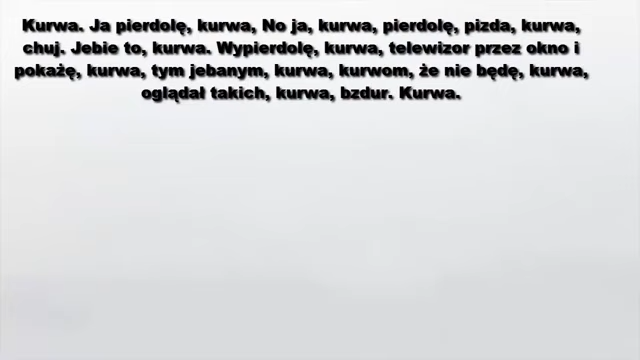 Kurwa. Ja pierdolę, kurwa, No ja, kurwa, pierdolę, pizda, kurwa,
chuj. Jebie to, kurwa. Wypierdolę, kurwa, telewizor przez okno i
pokażę, kurwa, tym jebanym, kurwa, kurwom, że nie będę, kurwa,
oglądał takich, kurwa, bzdur. Kurwa.